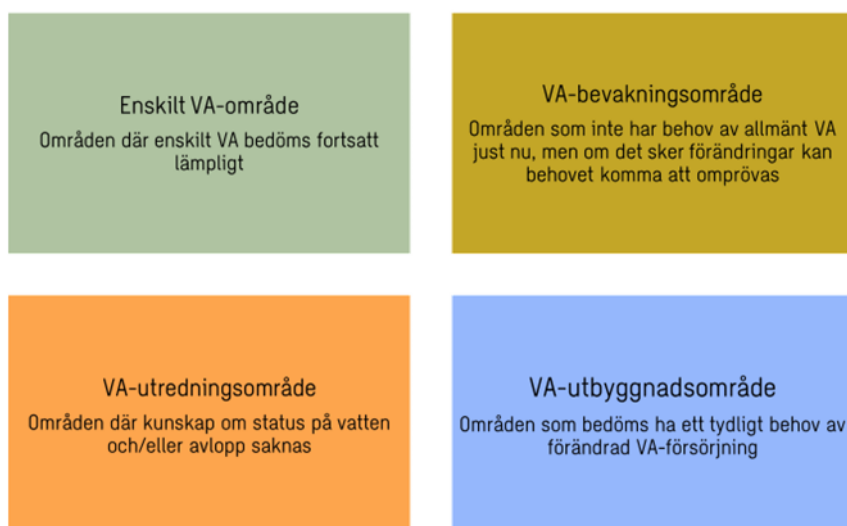 Enskilt VA-område
Områden där enskilt VA bedöms fortsatt
lämpligt
VA-bevakningsområde
Områden som inte har behov av allmänt VA
just nu, men om det sker förändringar kan
behovet komma att omprövas
VA-utredningsområde
Områden där kunskap om status på vatten
och/eller avlopp saknas
VA-utbyggnadsområde
Områden som bedöms ha ett tydligt behov av
förändrad VA-försörjning